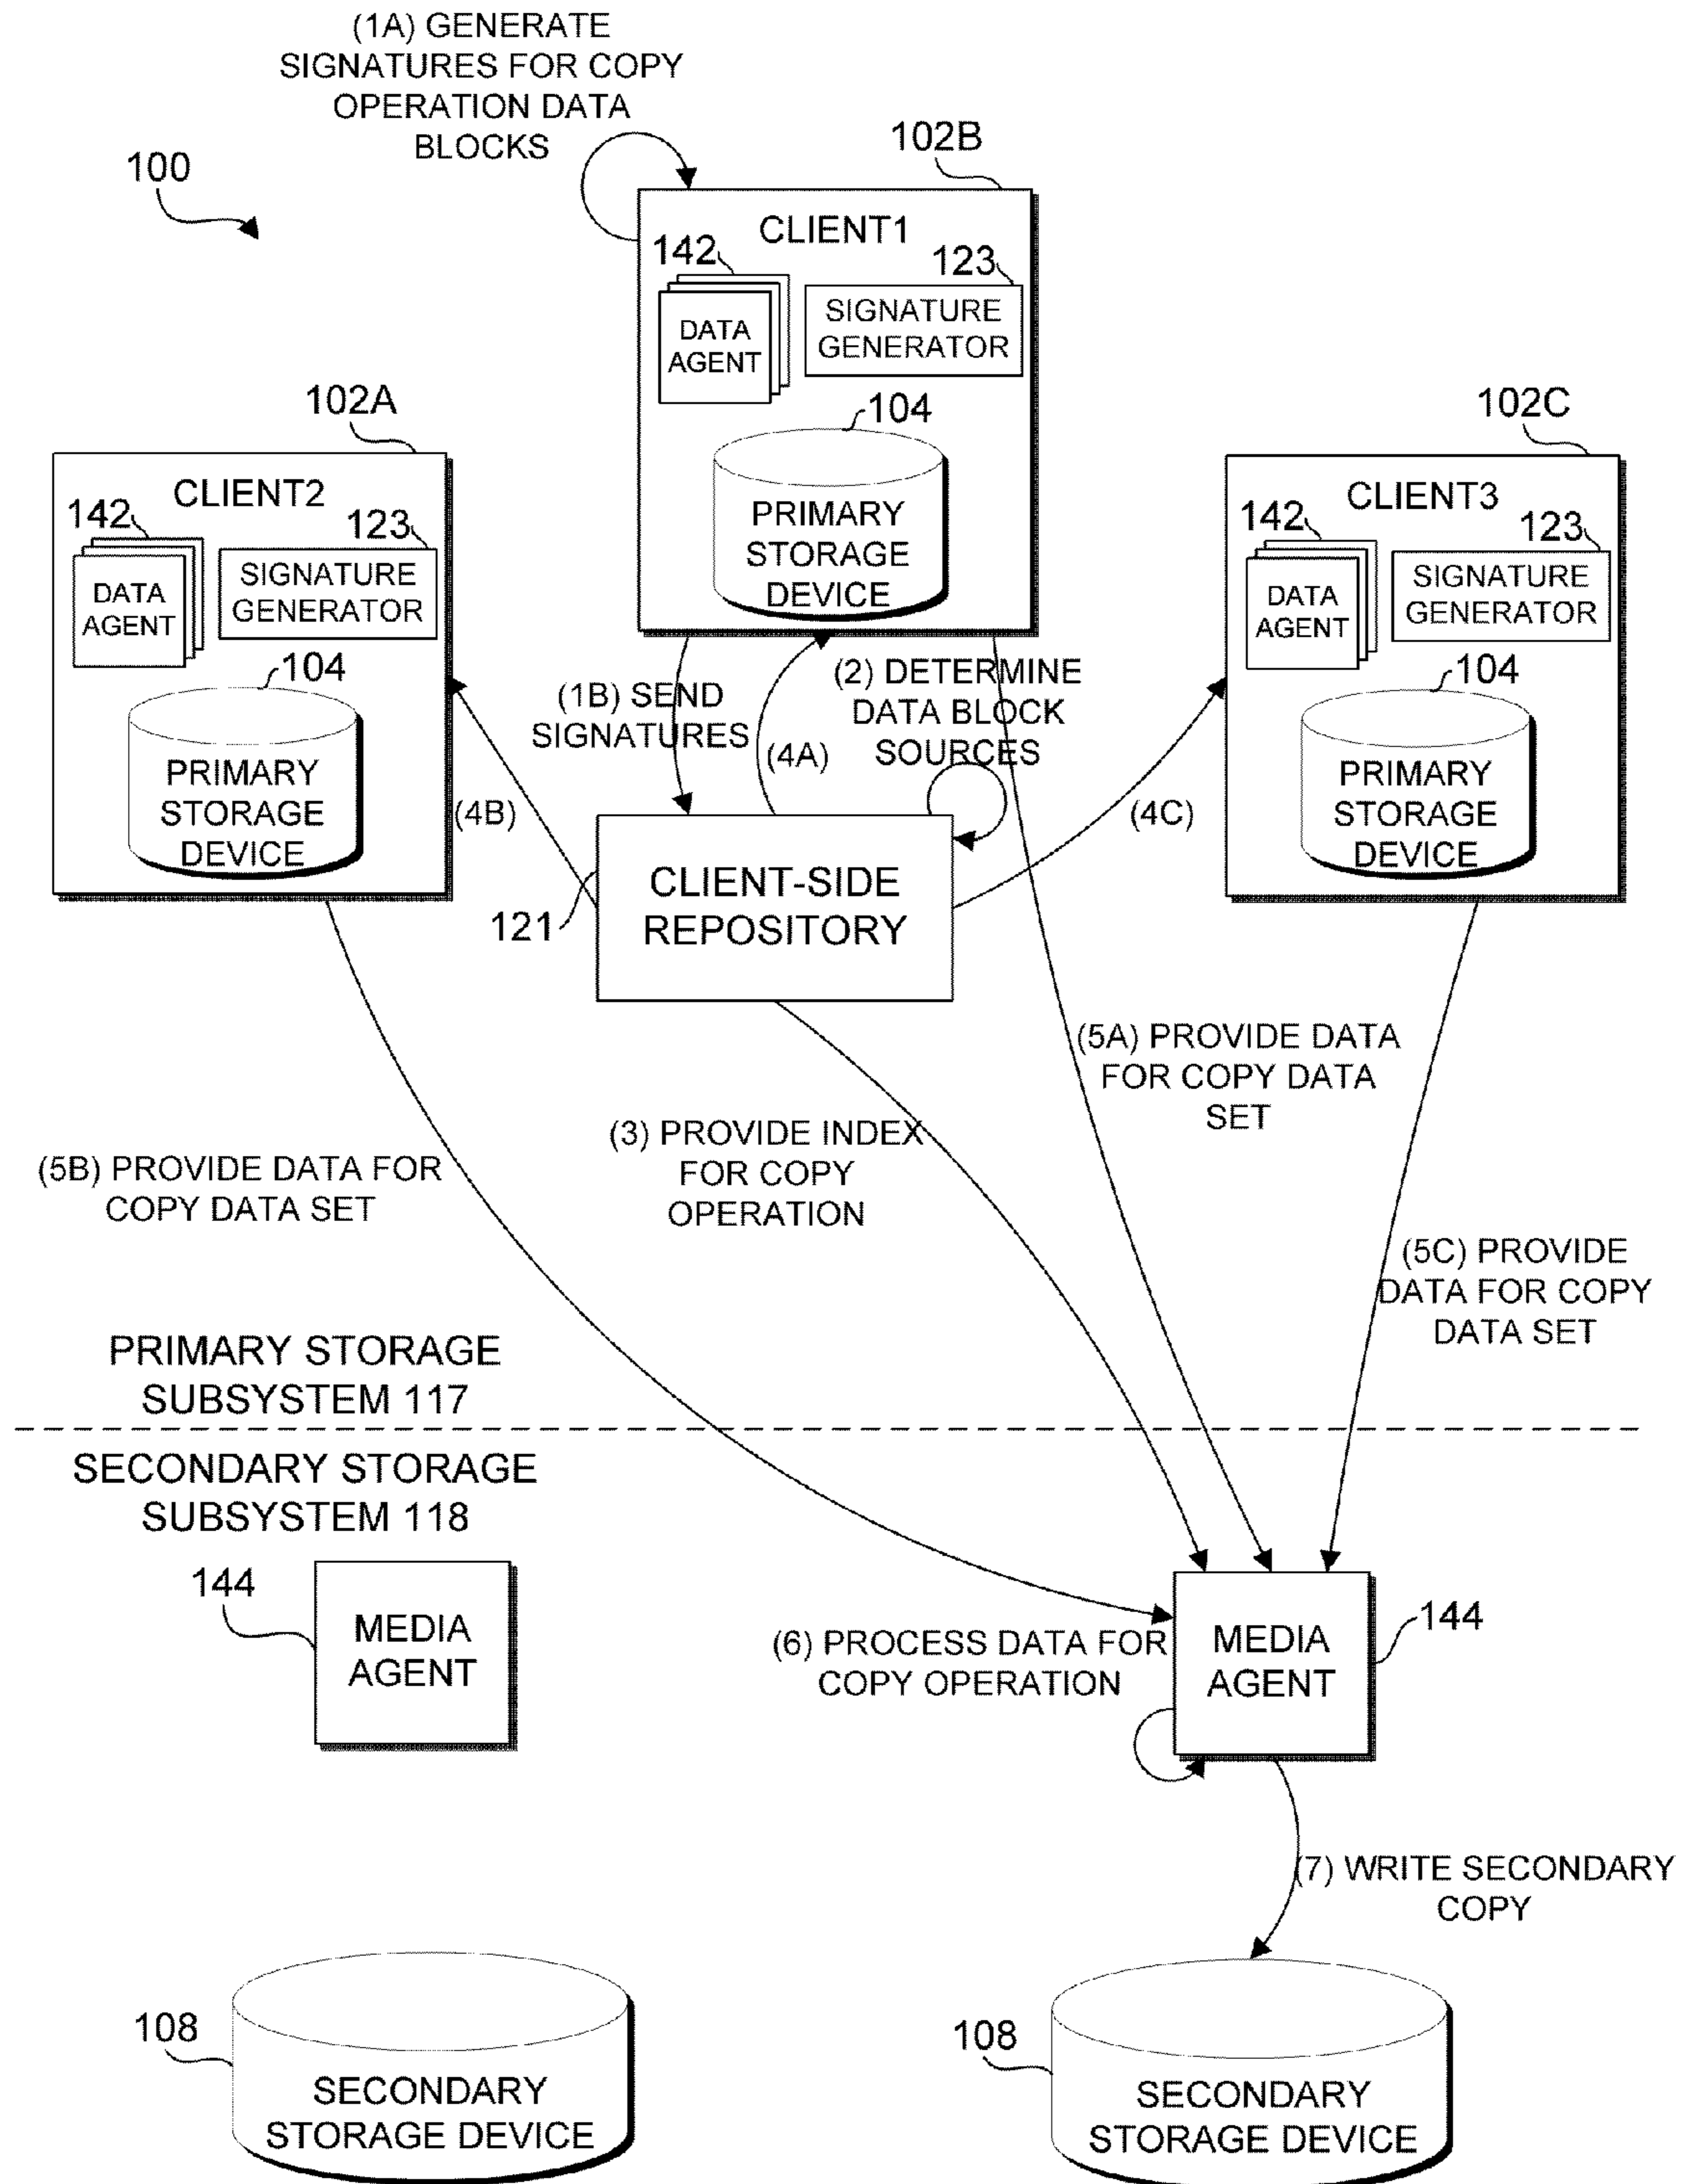 (1A) GENERATE
SIGNATURES FOR COPY
OPERATION DATA
BLOCKS
100
102B
CLIENT1
142
123
DATA
AGENT
SIGNATURE
GENERATOR
104
PRIMARY
STORAGE
DEVICE
102A
CLIENT2
142
123
DATA
AGENT
SIGNATURE
GENERATOR
104
PRIMARY
STORAGE
DEVICE
102C
CLIENT3
142
123
DATA
AGENT
SIGNATURE
GENERATOR
104
PRIMARY
STORAGE
DEVICE
(1B) SEND
SIGNATURES
(4A)
(2) DETERMINE
DATA BLOCK
SOURCES
(4B)
(4C)
CLIENT-SIDE
REPOSITORY
121
(5A) PROVIDE DATA
FOR COPY DATA
SET
(3) PROVIDE INDEX
FOR COPY
OPERATION
(5B) PROVIDE DATA FOR
COPY DATA SET
(5C) PROVIDE
DATA FOR COPY
DATA SET
PRIMARY STORAGE
SUBSYSTEM 117
SECONDARY STORAGE
SUBSYSTEM 118
144
MEDIA
AGENT
(6) PROCESS DATA FOR
COPY OPERATION
MEDIA
AGENT
144
(7) WRITE SECONDARY
COPY
108
SECONDARY
STORAGE DEVICE
108
SECONDARY
STORAGE DEVICE